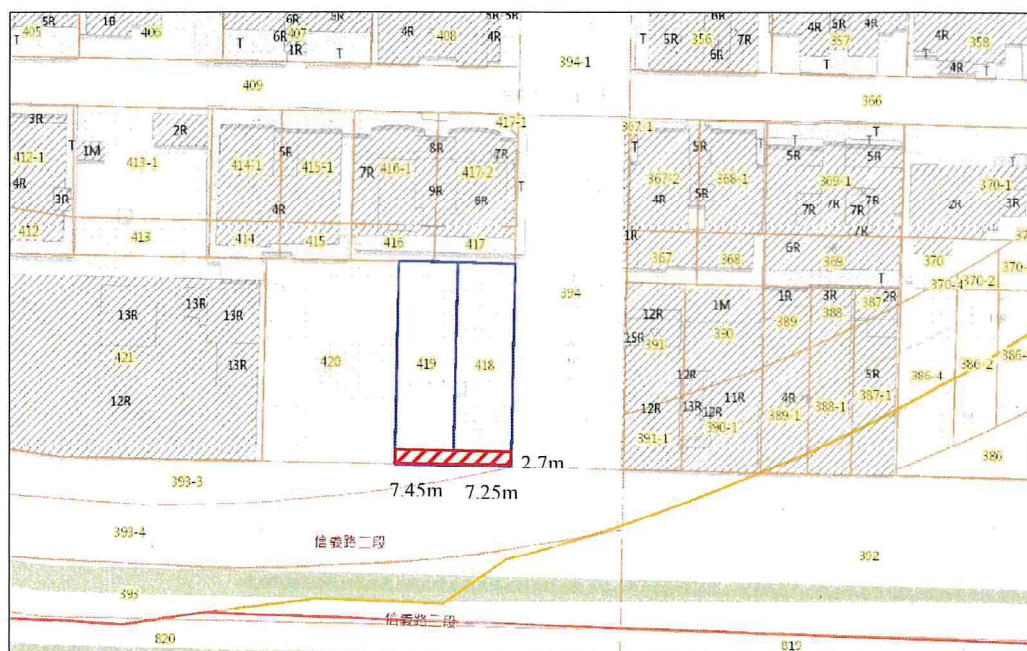 5R 1R 6R 5R 5R 5R 6R 5R 4R
405 406 407 T 4R 408 4R T 5R 356 7R 4R 357 4R 4R 358
T 6R 1R T 394-1 6R T 4R T
409 366
3R 2R 417-1 367-1 T T
412-1 T 1M 413-1 414-1 5R 415-1 7R 416-1 8R 417-2 7R T 5R 368-1 T 5R 369-1 5R T
4R 3R 4R 9R 8R 367-2 4R 5R 7R 7R 7R 7R 7R 2R 370-1 3R
412 413 414 415 416 417 1R 367 368 6R 369 370
394 T 370-4 370-2
13R 13R 13R 12R 1M 1R 3R 387 2R
421 420 419 418 15R 391 390 389 388
13R 12R 5R 386-4 386-2
12R 12R 13R 12R 11R 4R 388-1 387-1
391-1 390-1 389-1 386
393-3 7.45m 7.25m 2.7m
393-4 信義路二段 392
393 信義路二段
820 819